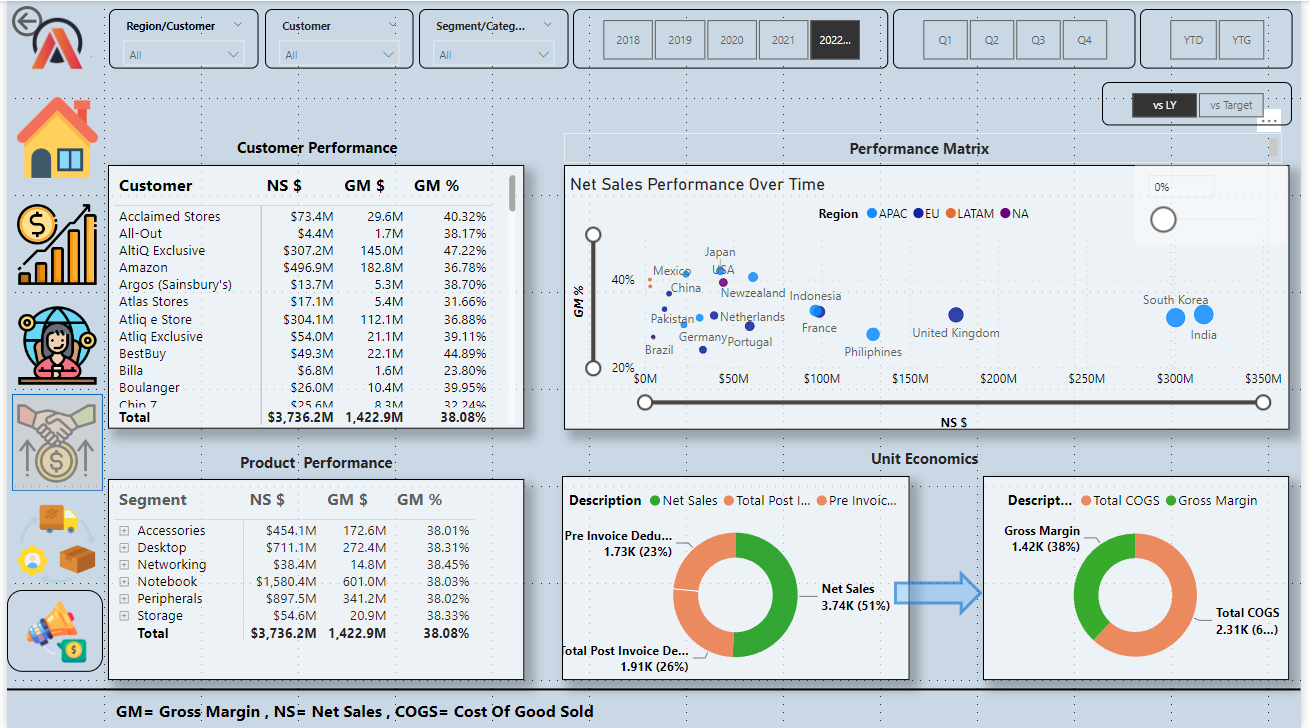 Region/Customer
All
Customer
All
Segment/Categ...
All
2018 2019 2020 2021 2022...
Q1 Q2 Q3 Q4
YTD YTG
vs LY vs Target
...
Customer Performance
Customer NS $ GM $ GM %
Acclaimed Stores $73.4M 29.6M 40.32%
All-Out $4.4M 1.7M 38.17%
AltiQ Exclusive $307.2M 145.0M 47.22%
Amazon $496.9M 182.8M 36.78%
Argos (Sainsbury's) $13.7M 5.3M 38.70%
Atlas Stores $17.1M 5.4M 31.66%
Atliq e Store $304.1M 112.1M 36.88%
Atliq Exclusive $54.0M 21.1M 39.11%
BestBuy $49.3M 22.1M 44.89%
Billa $6.8M 1.6M 23.80%
Boulanger $26.0M 10.4M 39.95%
Chip 7 $25.6M 8.3M 32.24%
Total $3,736.2M 1,422.9M 38.08%
Performance Matrix
Net Sales Performance Over Time
0%
Region APAC EU LATAM NA
GM %
40%
20%
Japan
Mexico
USA
China
Newzealand
Indonesia
Pakistan
Netherlands
France
Germany
Portugal
Brazil
Philiphines
United Kingdom
South Korea
India
$0M $50M $100M $150M $200M $250M $300M $350M
NS $
Product Performance
Segment NS $ GM $ GM %
Accessories $454.1M 172.6M 38.01%
Desktop $711.1M 272.4M 38.31%
Networking $38.4M 14.8M 38.45%
Notebook $1,580.4M 601.0M 38.03%
Peripherals $897.5M 341.2M 38.02%
Storage $54.6M 20.9M 38.33%
Total $3,736.2M 1,422.9M 38.08%
Unit Economics
Description Net Sales Total Post I... Pre Invoic...
Pre Invoice Dedu...
1.73K (23%)
Net Sales
3.74K (51%)
Total Post Invoice De...
1.91K (26%)
Descript... Total COGS Gross Margin
Gross Margin
1.42K (38%)
Total COGS
2.31K (6...)
GM= Gross Margin , NS= Net Sales , COGS= Cost Of Good Sold